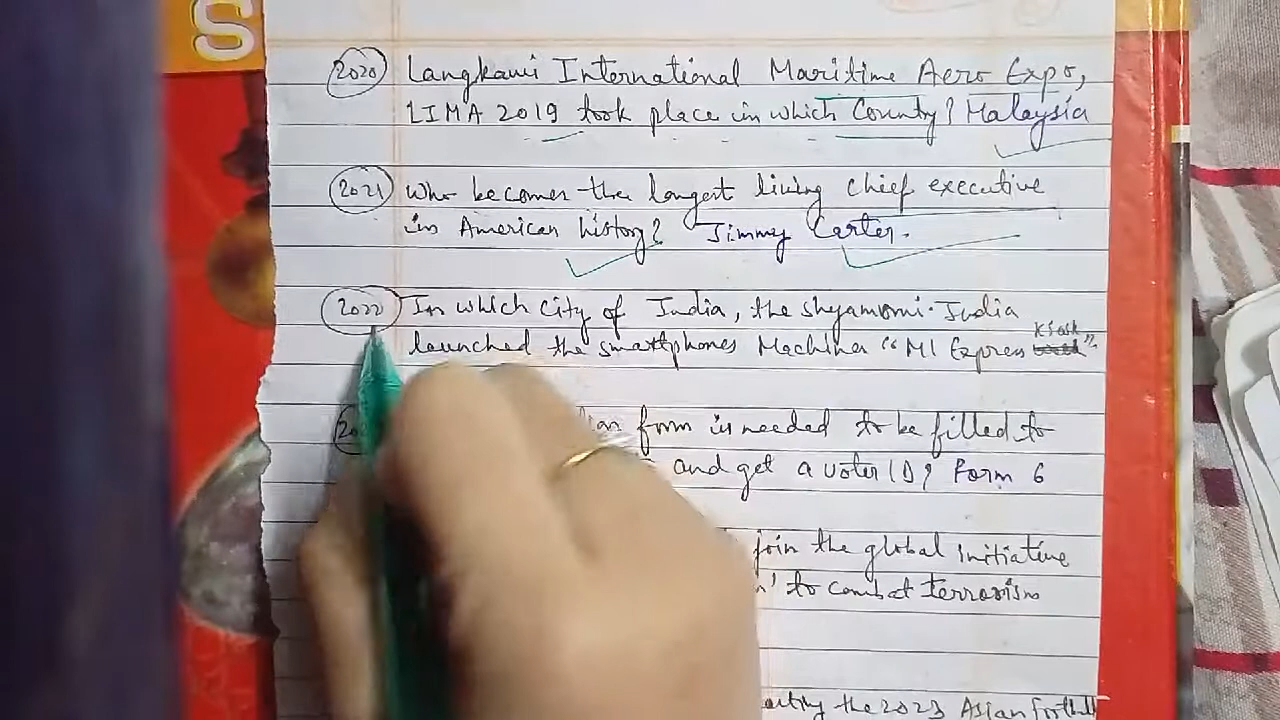 S
2020 Langkawi International Maritime Aero Expo,
LIMA 2019 took place in which Country? Malaysia
2021 Who becomes the longest living chief executive
in American history? Jimmy Carter.
2022 In which City of India, the Shyamomi-India
launched the smartphones Machines "MI Express Kiosk".
form is needed to be filled to
and get a voter ID? Form 6
join the global initiative
to combat terrorism
the 2023 Asian Football